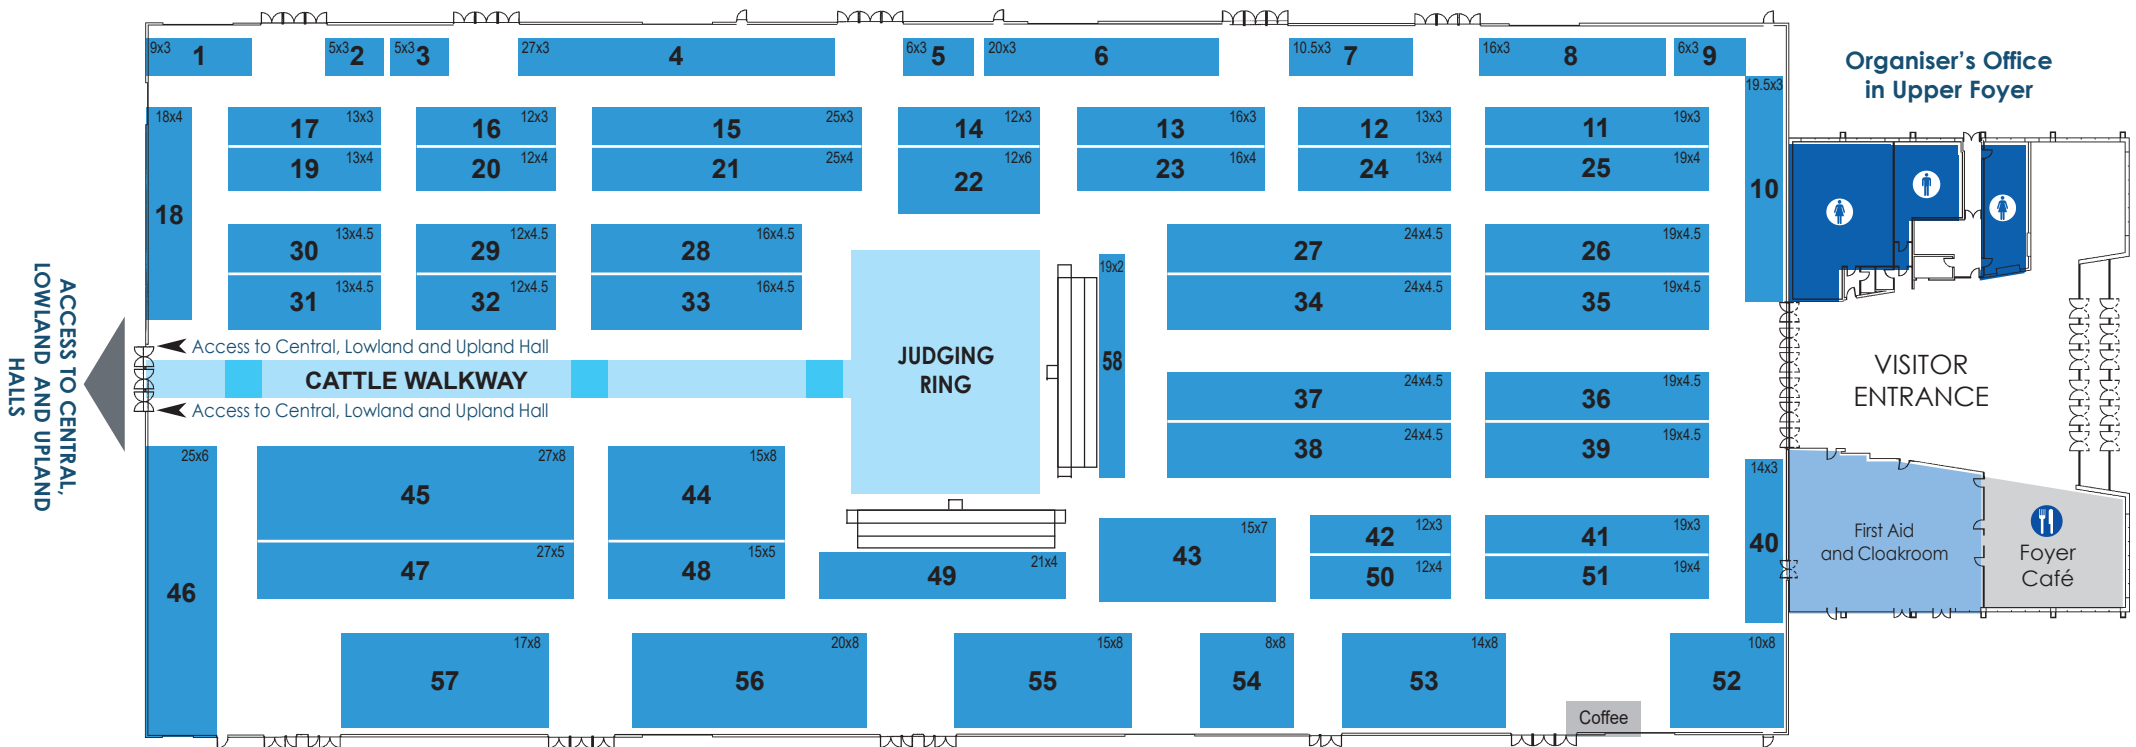 9x3 1
5x3 2
5x3 3
27x3 4
6x3 5
20x3 6
10.5x3 7
16x3 8
6x3 9
Organiser's Office
in Upper Foyer
19.5x3
10
18x4
18
17 13x3
16 12x3
15 25x3
14 12x3
13 16x3
12 13x3
11 19x3
19 13x4
20 12x4
21 25x4
22 12x6
23 16x4
24 13x4
25 19x4
30 13x4.5
29 12x4.5
28 16x4.5
27 24x4.5
26 19x4.5
31 13x4.5
32 12x4.5
33 16x4.5
34 24x4.5
35 19x4.5
19x2
58
ACCESS TO CENTRAL,
LOWLAND AND UPLAND
HALLS
Access to Central, Lowland and Upland Hall
CATTLE WALKWAY
Access to Central, Lowland and Upland Hall
JUDGING
RING
VISITOR
ENTRANCE
37 24x4.5
36 19x4.5
38 24x4.5
39 19x4.5
25x6
46
45 27x8
44 15x8
47 27x5
48 15x5
49 21x4
43 15x7
42 12x3
41 19x3
50 12x4
51 19x4
14x3
40
First Aid
and Cloakroom
Foyer
Café
57 17x8
56 20x8
55 15x8
54 8x8
53 14x8
52 10x8
Coffee